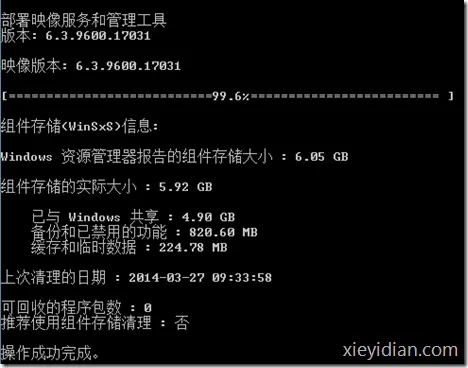 部署映像服务和管理工具
版本: 6.3.9600.17031
映像版本: 6.3.9600.17031
[===========================99.6%========================= ]
组件存储(WinSxS)信息:
Windows 资源管理器报告的组件存储大小 : 6.05 GB
组件存储的实际大小 : 5.92 GB
已与 Windows 共享 : 4.90 GB
备份和已禁用的功能 : 820.60 MB
缓存和临时数据 : 224.78 MB
上次清理的日期 : 2014-03-27 09:33:58
可回收的程序包数 : 0
推荐使用组件存储清理 : 否
操作成功完成。
xieyidian.com